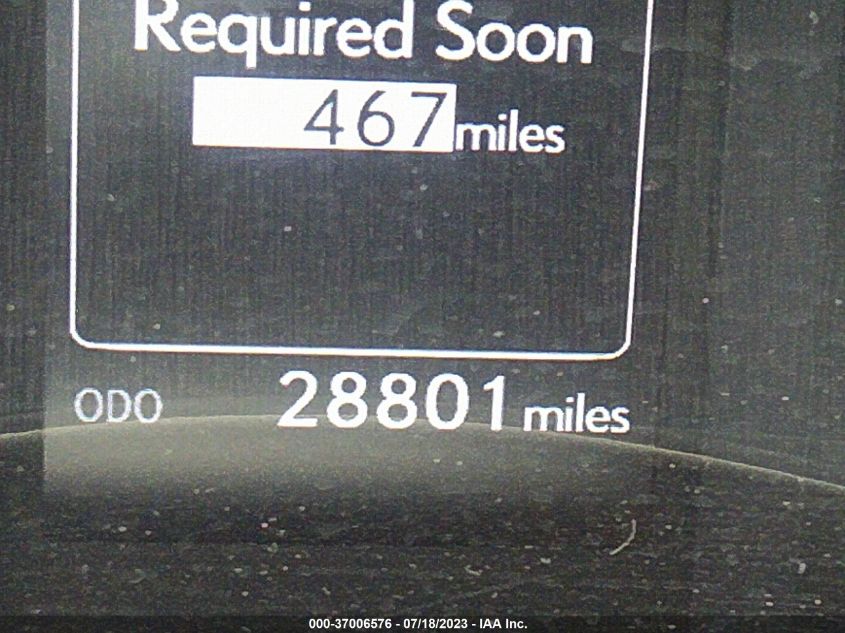 Required Soon
467 miles
ODO 28801 miles
000-37006576 - 07/18/2023 - IAA Inc.